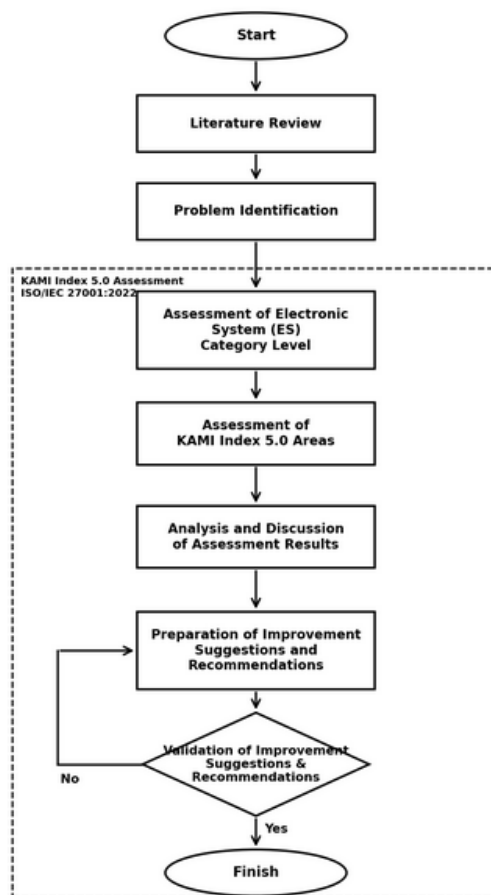 Start
Literature Review
Problem Identification
KAMI Index 5.0 Assessment
ISO/IEC 27001:2022
Assessment of Electronic
System (ES)
Category Level
Assessment of
KAMI Index 5.0 Areas
Analysis and Discussion
of Assessment Results
Preparation of Improvement
Suggestions and
Recommendations
Validation of Improvement
Suggestions &
Recommendations
No
Yes
Finish